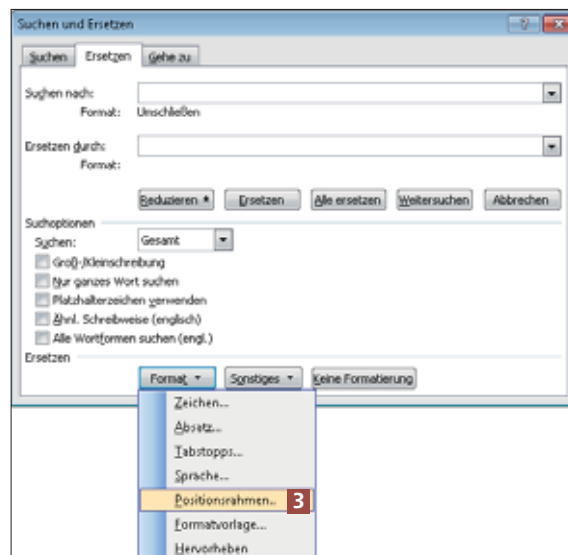 Suchen und Ersetzen
Suchen Ersetzen Gehe zu
Suchen nach:
Format: Umschließen
Ersetzen durch:
Format:
Reduzieren Ersetzen Alle ersetzen Weitersuchen Abbrechen
Suchoptionen
Suchen: Gesamt
Groß-/Kleinschreibung
Nur ganzes Wort suchen
Platzhalterzeichen verwenden
Ähnl. Schreibweise (englisch)
Alle Wortformen suchen (engl.)
Ersetzen
Format Sonstiges Keine Formatierung
Zeichen...
Absatz...
Tabstopps...
Sprache...
Positionsrahmen... 3
Formatvorlage...
Hervorheben